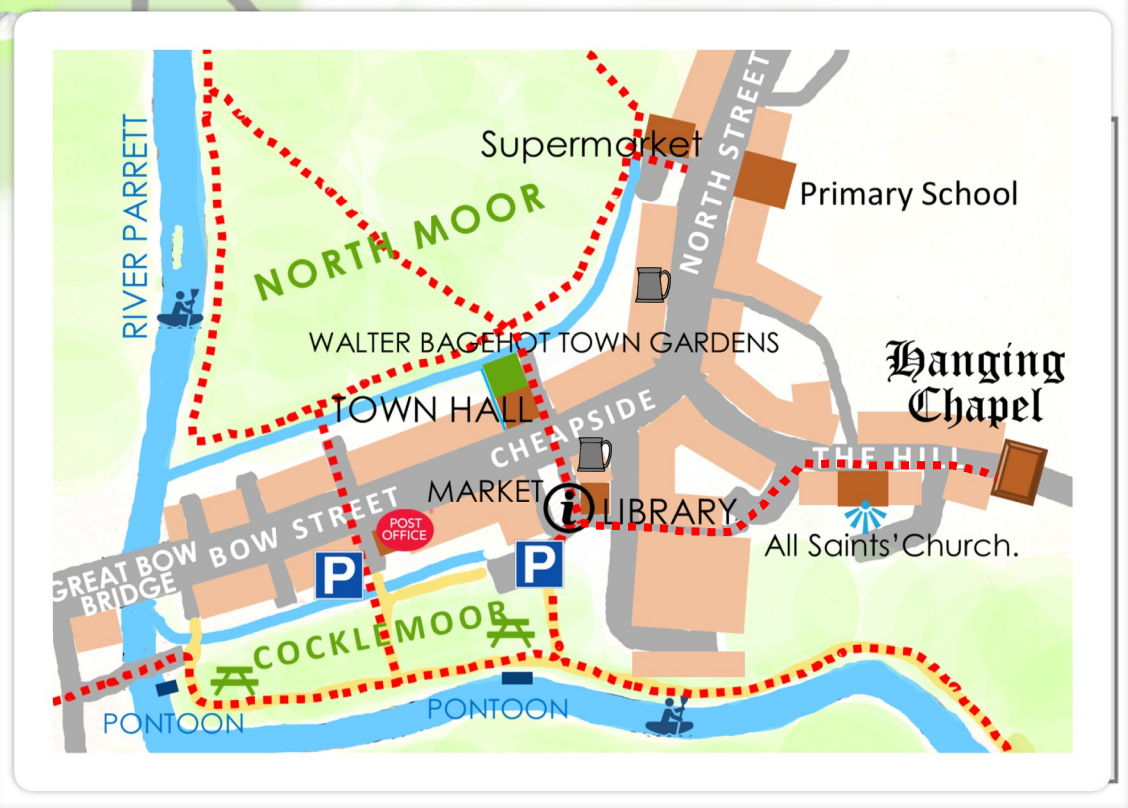 NORTH STREET
RIVER PARRETT
Supermarket
Primary School
NORTH MOOR
WALTER BAGEHOT TOWN GARDENS
Hanging
Chapel
TOWN HALL
CHEAPSIDE
THE HILL
MARKET
i
LIBRARY
POST
OFFICE
BOW STREET
All Saints'Church.
GREAT BOW
BRIDGE
P
P
COCKLEMOOR
PONTOON
PONTOON